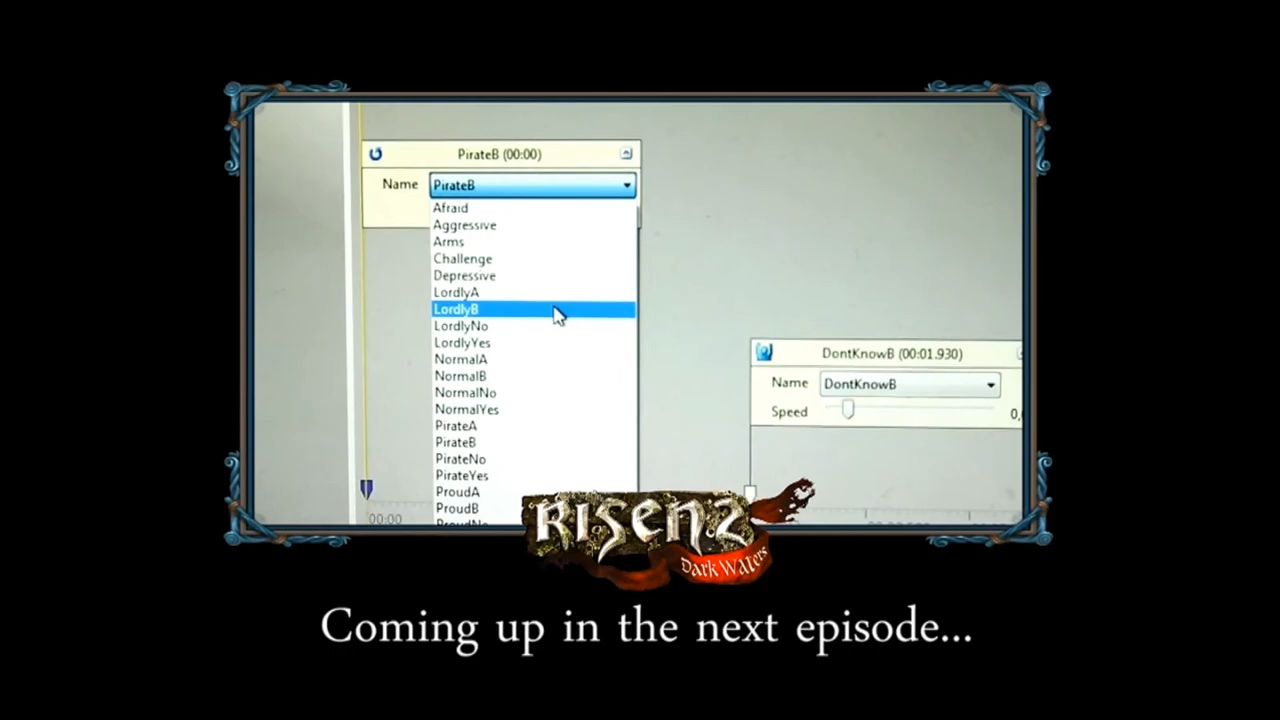 PirateB (00:00)
Name PirateB
Afraid
Aggressive
Arms
Challenge
Depressive
LordlyA
LordlyB
LordlyNo
LordlyYes
NormalA
NormalB
NormalNo
NormalYes
PirateA
PirateB
PirateNo
PirateYes
ProudA
ProudB
ProudNo
DontKnowB (00:01.930)
Name DontKnowB
Speed 0,
00:00
RISEN 2
Dark Waters
Coming up in the next episode...